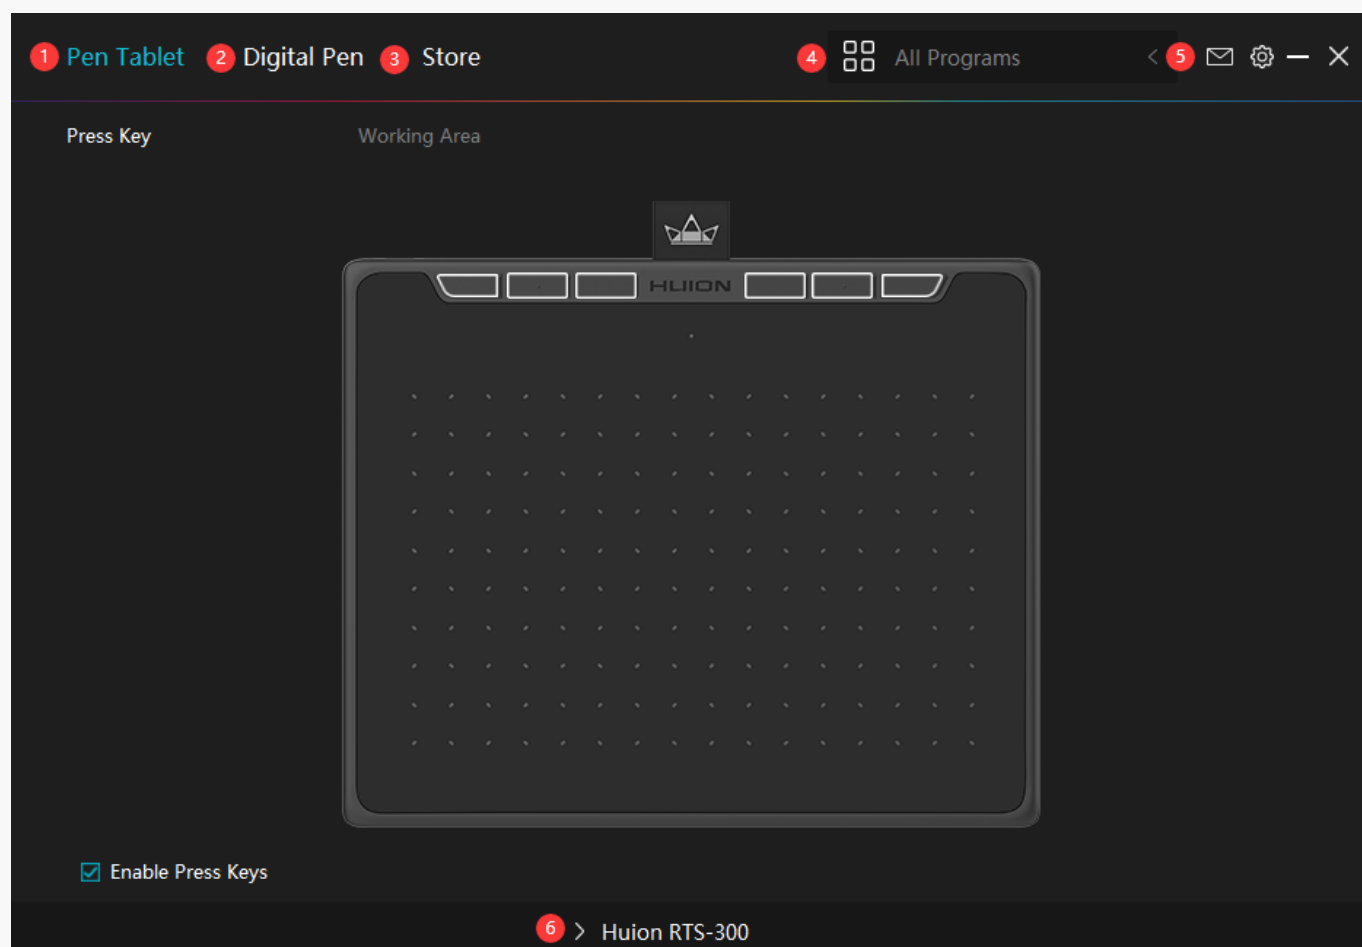 1 Pen Tablet 2 Digital Pen 3 Store 4 All Programs < 5
Press Key Working Area
HUION
Enable Press Keys
6 > Huion RTS-300